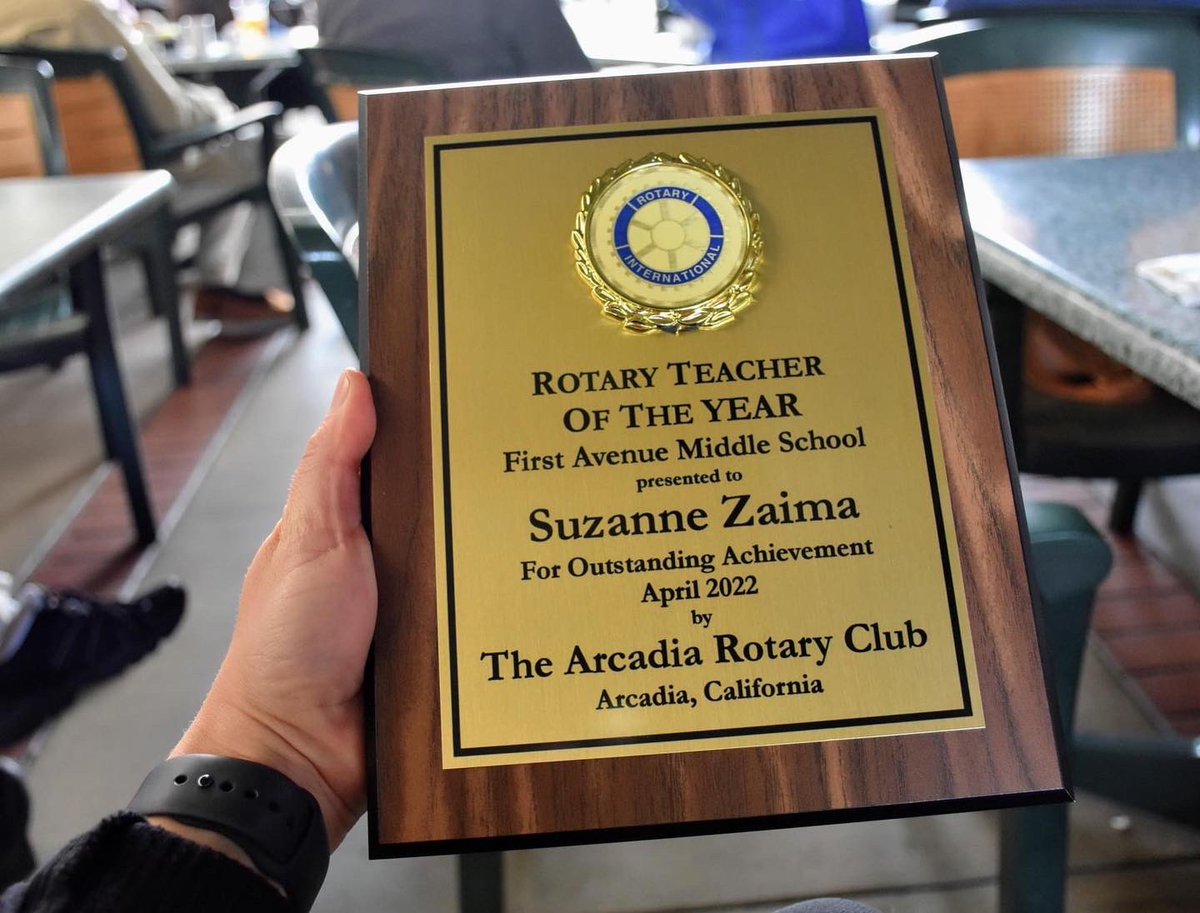 ROTARY
INTERNATIONAL
ROTARY TEACHER
OF THE YEAR
First Avenue Middle School
presented to
Suzanne Zaima
For Outstanding Achievement
April 2022
by
The Arcadia Rotary Club
Arcadia, California